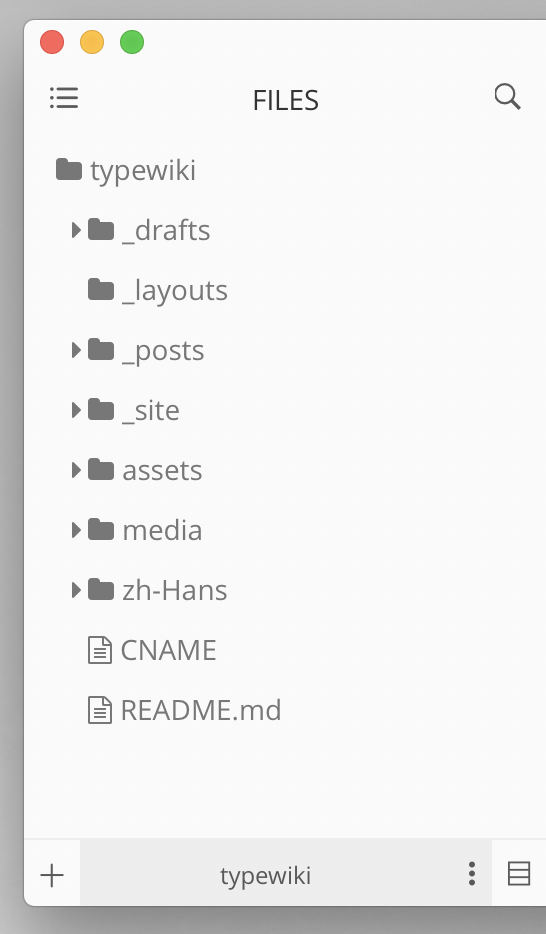 FILES
typewiki
_drafts
_layouts
_posts
_site
assets
media
zh-Hans
CNAME
README.md
typewiki